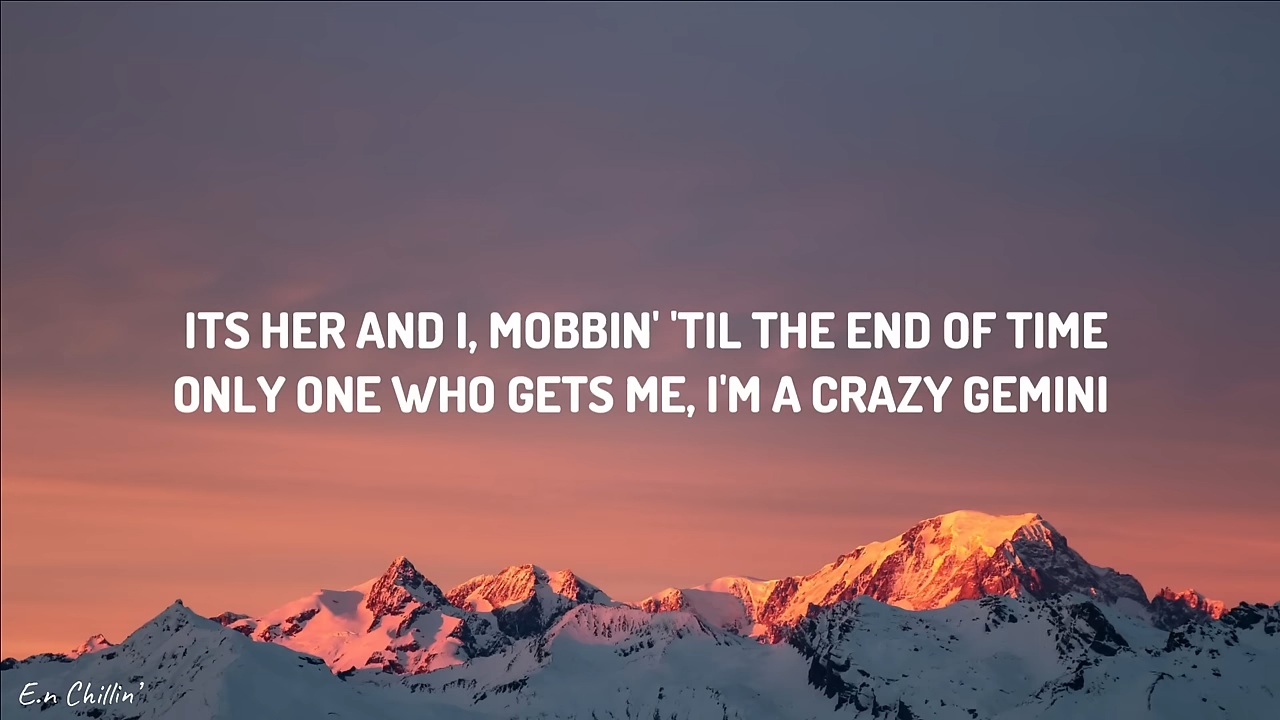 ITS HER AND I, MOBBIN' 'TIL THE END OF TIME
ONLY ONE WHO GETS ME, I'M A CRAZY GEMINI
E.n Chillin'